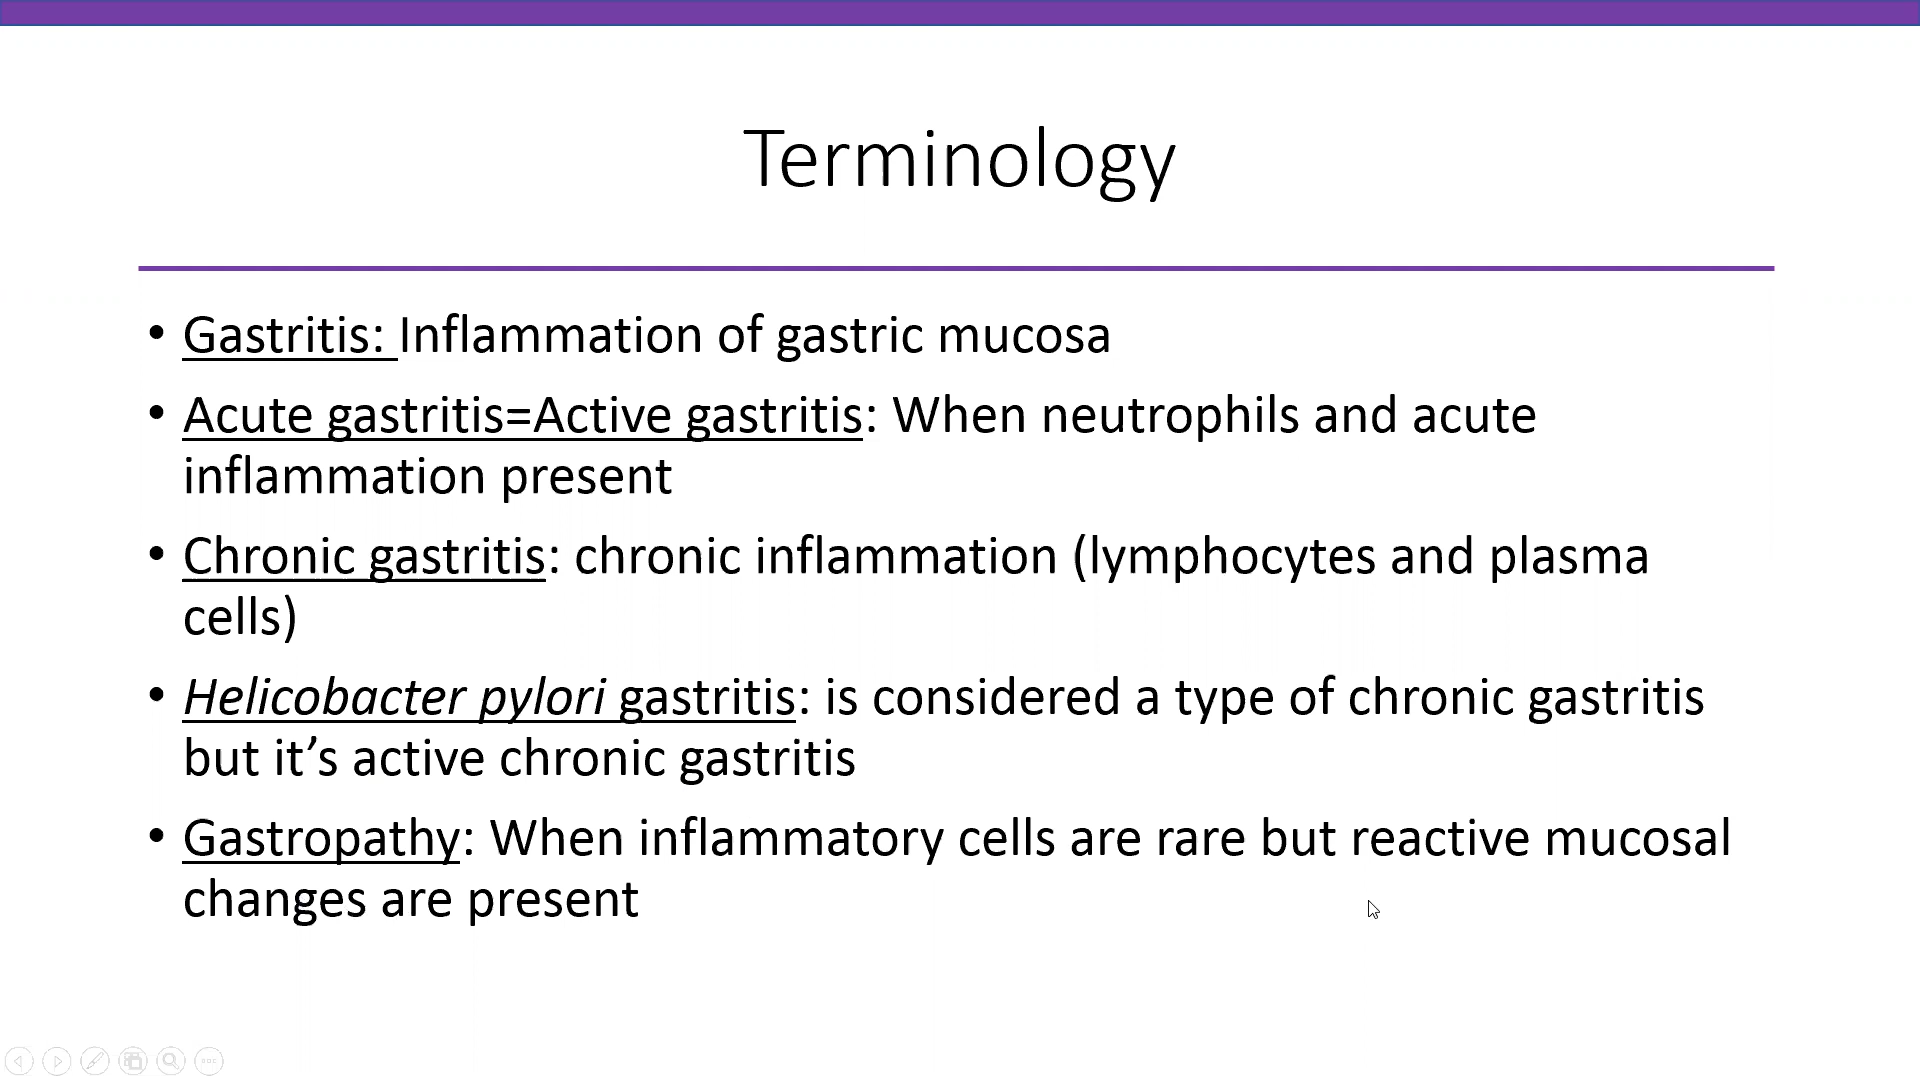 Terminology
• Gastritis: Inflammation of gastric mucosa
• Acute gastritis=Active gastritis: When neutrophils and acute
inflammation present
• Chronic gastritis: chronic inflammation (lymphocytes and plasma
cells)
• Helicobacter pylori gastritis: is considered a type of chronic gastritis
but it’s active chronic gastritis
• Gastropathy: When inflammatory cells are rare but reactive mucosal
changes are present